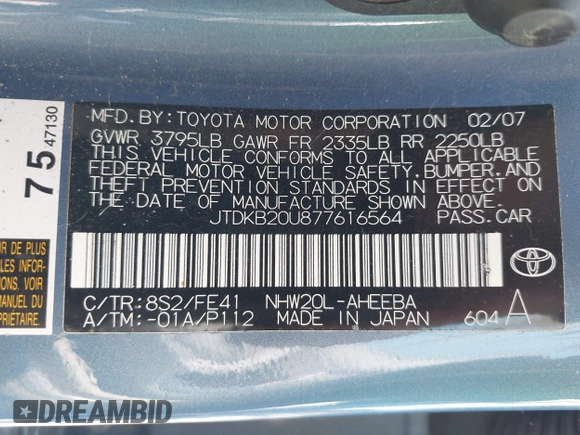 MFD.BY: TOYOTA MOTOR CORPORATION 02/07
GVWR 3795LB GAWR FR 2335LB RR 2250LB
THIS VEHICLE CONFORMS TO ALL APPLICABLE
FEDERAL MOTOR VEHICLE SAFETY, BUMPER, AND
THEFT PREVENTION STANDARDS IN EFFECT ON
THE DATE OF MANUFACTURE SHOWN ABOVE.
JTDKB20U877616564 PASS.CAR
C/TR:8S2/FE41 NHW20L-AHEEBA
A/TM:-01A/P112 MADE IN JAPAN 604 A
TOYOTA
75 47130
UR DE PLUS
LES INFOR-
E MANUEL
DU
PRIÉTAIRE.
DREAMBID